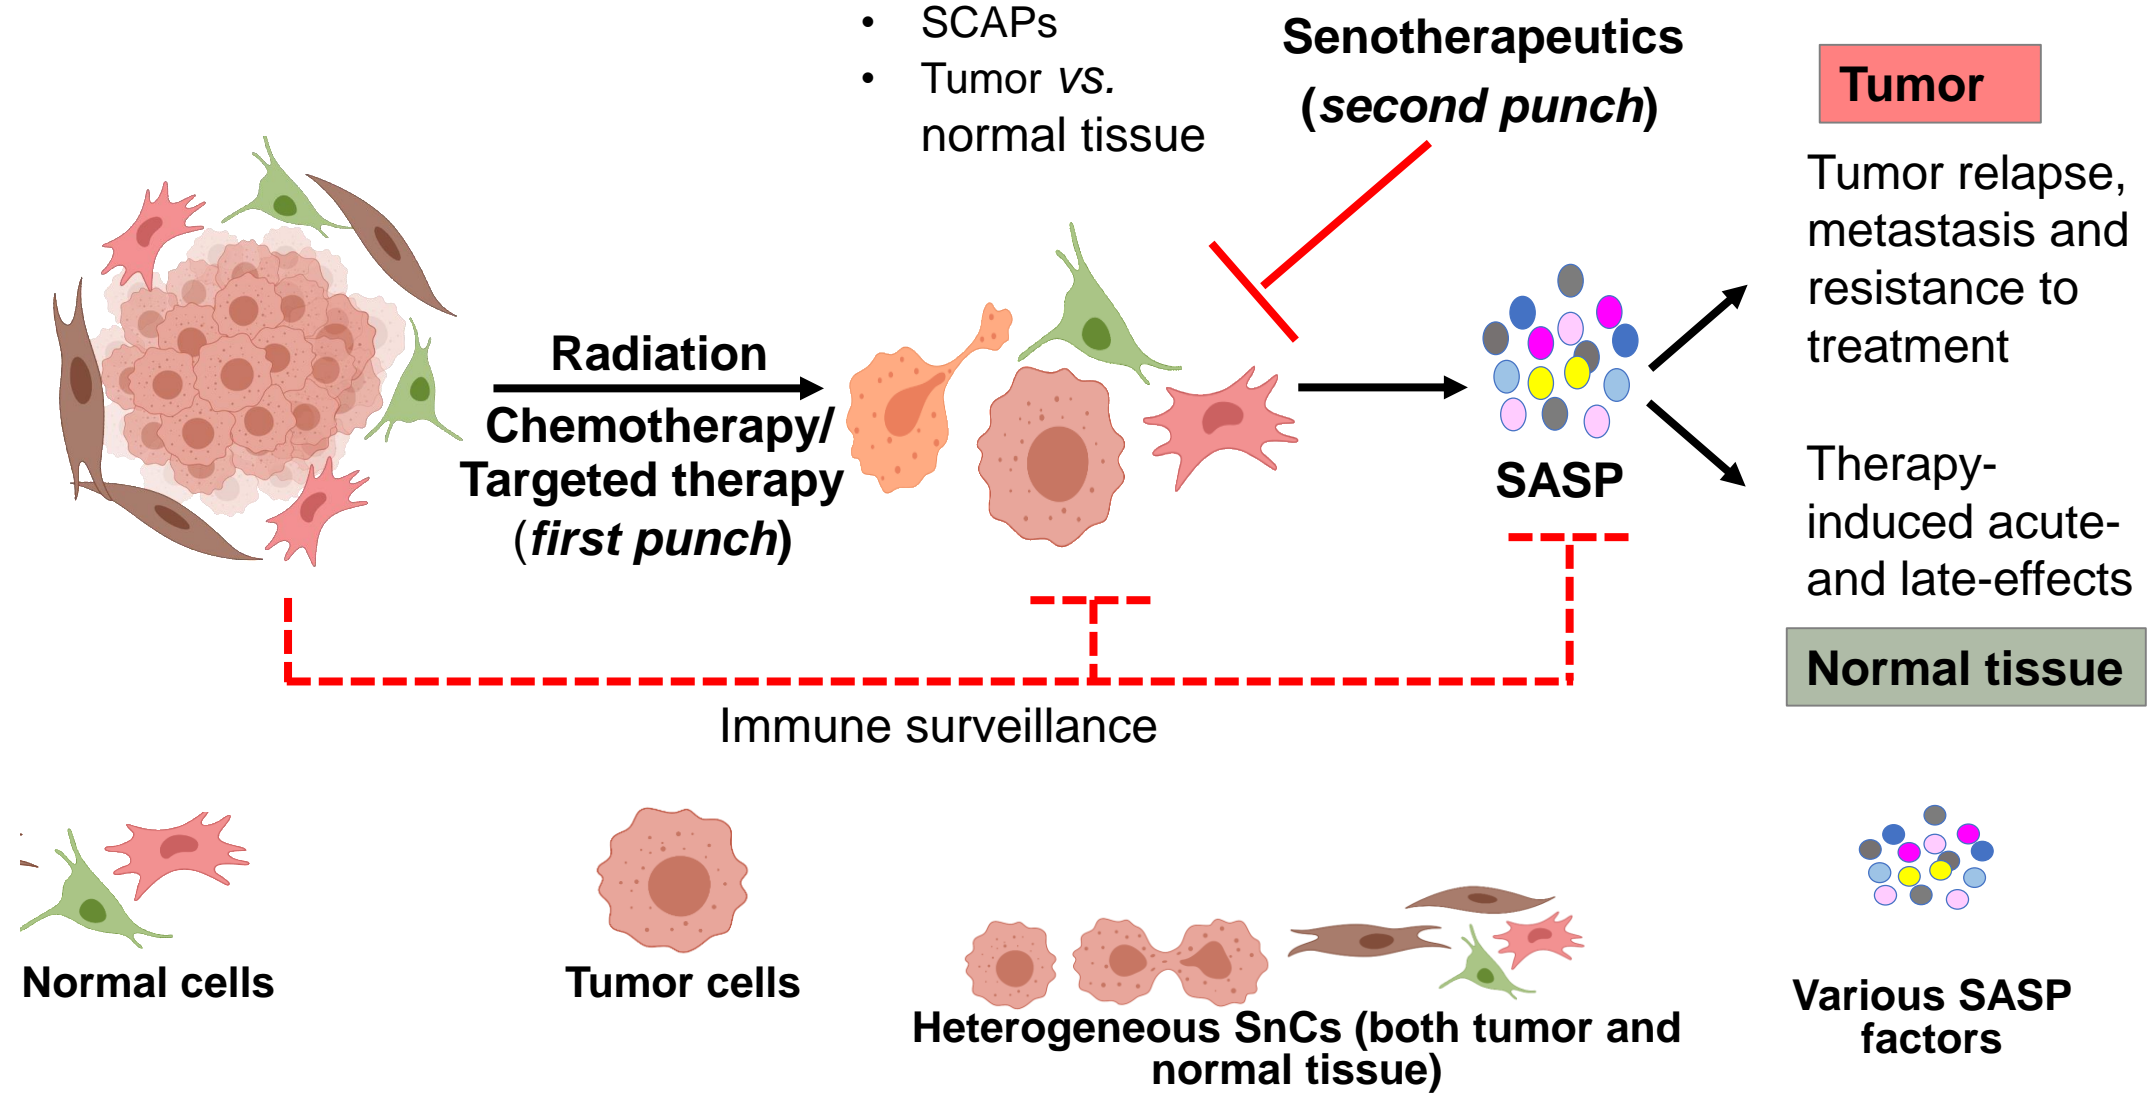 • SCAPs
• Tumor vs.
normal tissue
Senotherapeutics
(second punch)
Tumor
Tumor relapse,
metastasis and
resistance to
treatment
Radiation
Chemotherapy/
Targeted therapy
(first punch)
SASP
Therapy-
induced acute-
and late-effects
Normal tissue
Immune surveillance
Normal cells
Tumor cells
Heterogeneous SnCs (both tumor and
normal tissue)
Various SASP
factors